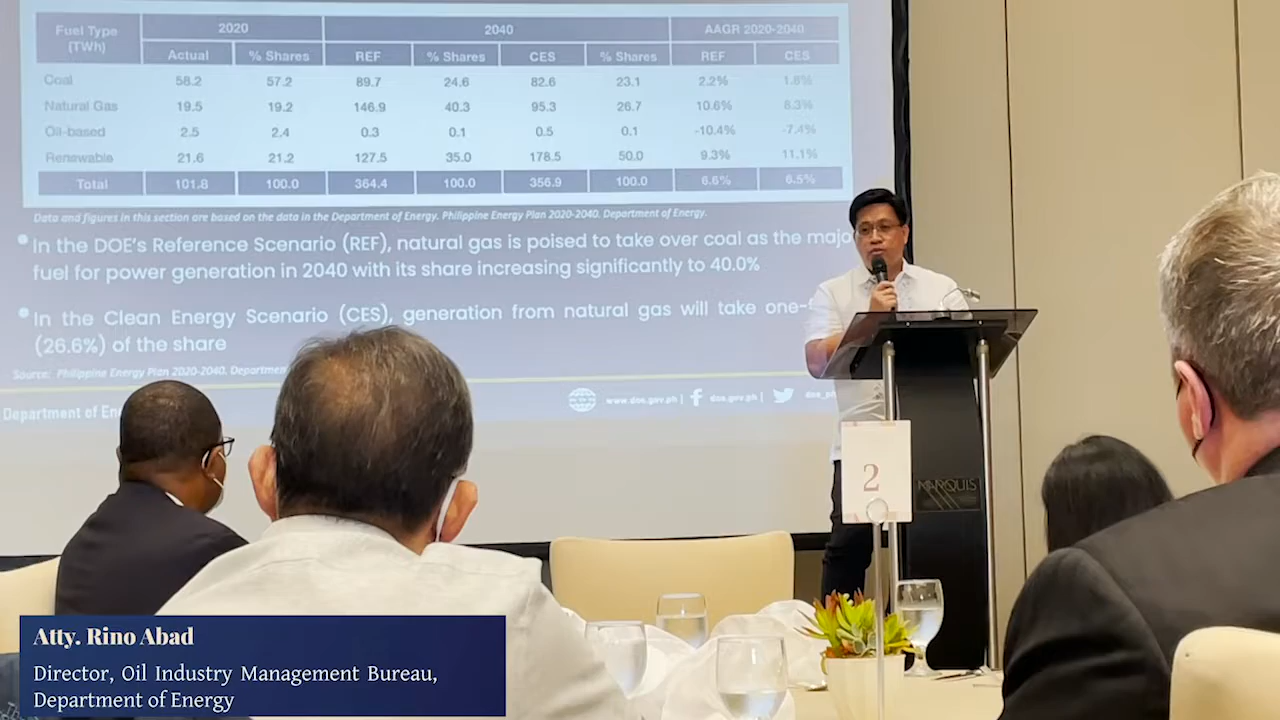 Fuel Type (TWh) 2020 2040 AAGR 2020-2040
Actual % Shares REF % Shares CES % Shares REF CES
Coal 58.2 57.2 89.7 24.6 82.6 23.1 2.2% 1.8%
Natural Gas 19.5 19.2 146.9 40.3 95.3 26.7 10.6% 8.3%
Oil-based 2.5 2.4 0.3 0.1 0.5 0.1 -10.4% -7.4%
Renewable 21.6 21.2 127.5 35.0 178.5 50.0 9.3% 11.1%
Total 101.8 100.0 364.4 100.0 356.9 100.0 6.6% 6.5%
Data and figures in this section are based on the data in the Department of Energy. Philippine Energy Plan 2020-2040. Department of Energy.
• In the DOE's Reference Scenario (REF), natural gas is poised to take over coal as the majo
fuel for power generation in 2040 with its share increasing significantly to 40.0%
• In the Clean Energy Scenario (CES), generation from natural gas will take one-
(26.6%) of the share
Source: Philippine Energy Plan 2020-2040. Departmen
Department of En
www.doe.gov.ph | doe.gov.ph | doe_p
2
MARQUIS
Atty. Rino Abad
Director, Oil Industry Management Bureau,
Department of Energy